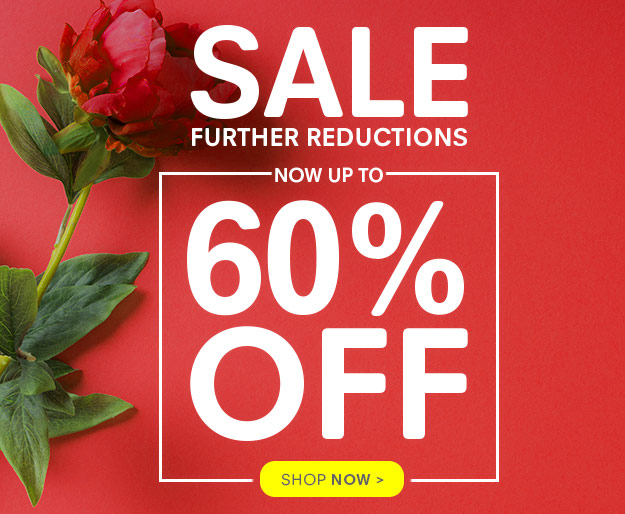 SALE
FURTHER REDUCTIONS
NOW UP TO
60%
OFF
SHOP NOW >